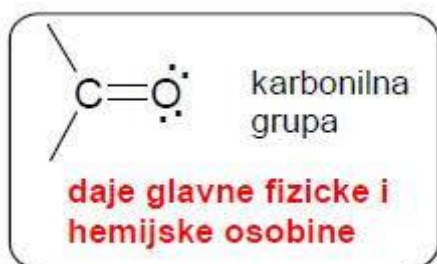 C=O
karbonilna
grupa
daje glavne fizicke i
hemijske osobine